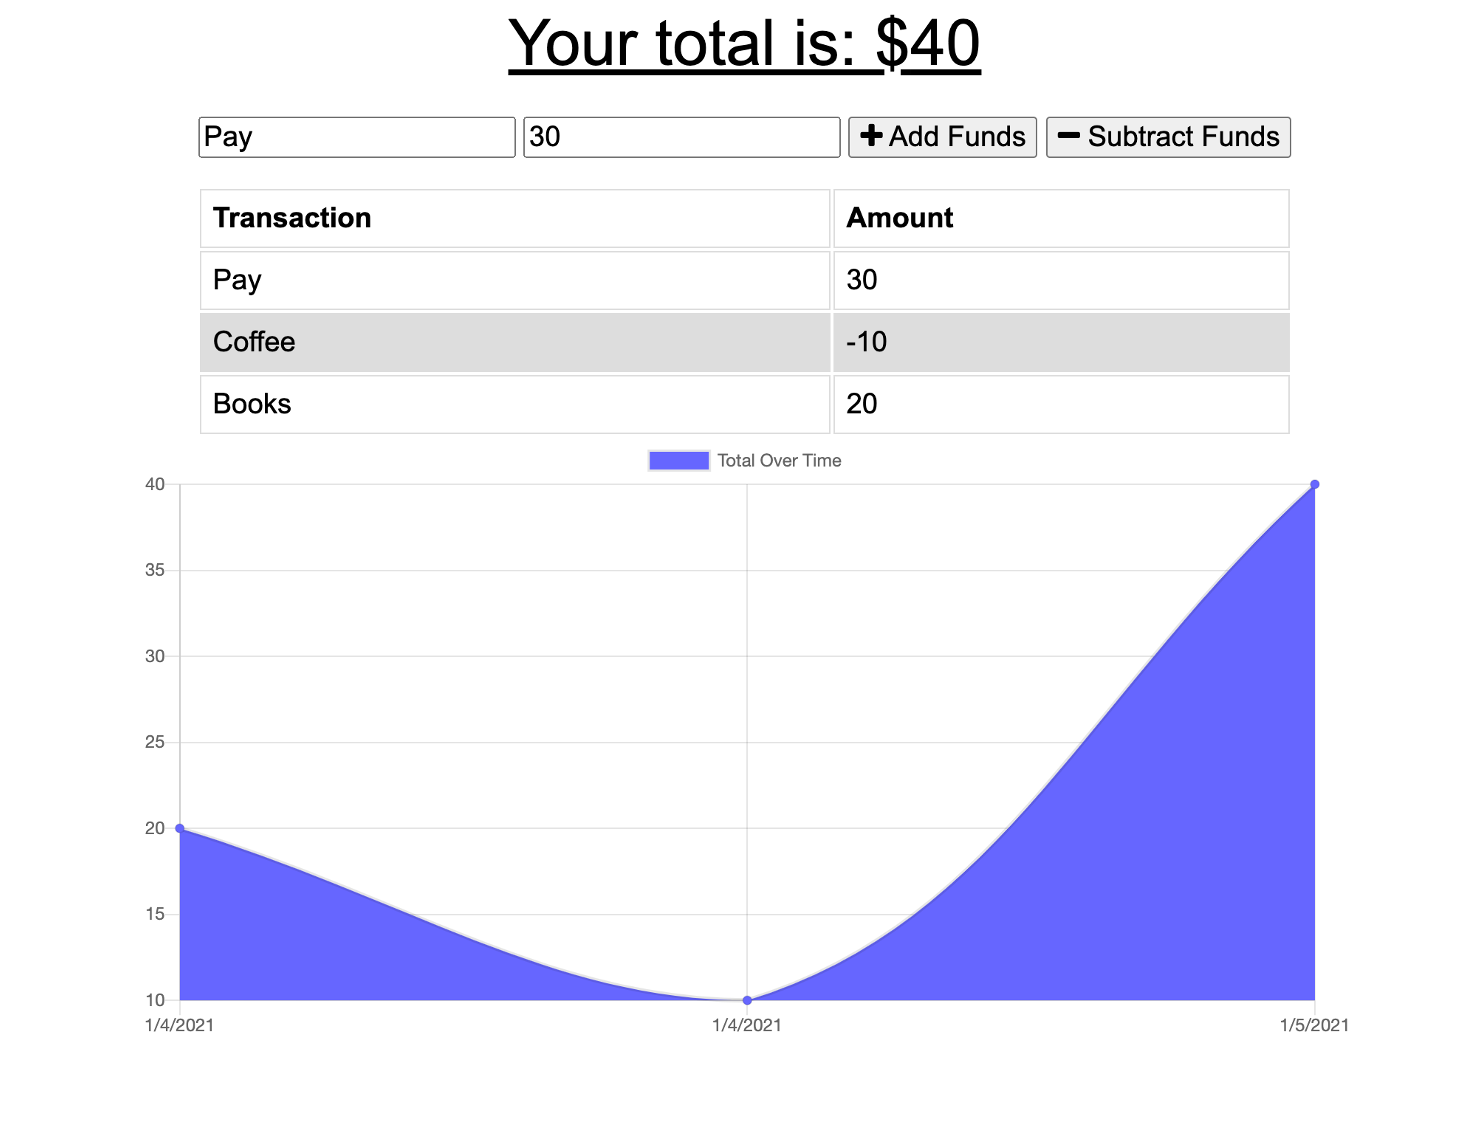 Your total is: $40
Pay 30 Add Funds Subtract Funds
Transaction Amount
Pay 30
Coffee -10
Books 20
Total Over Time
40
35
30
25
20
15
10
1/4/2021 1/4/2021 1/5/2021